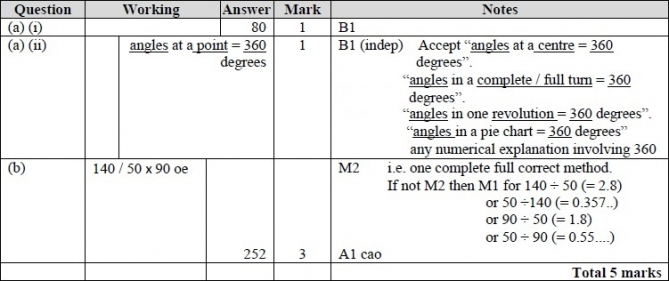 Question Working Answer Mark Notes
(a) (i) 80 1 B1
(a) (ii) angles at a point = 360 1 B1 (indep) Accept “angles at a centre = 360
degrees degrees”.
“angles in a complete / full turn = 360
degrees”.
“angles in one revolution = 360 degrees”.
“angles in a pie chart = 360 degrees”
any numerical explanation involving 360
(b) 140 / 50 x 90 oe M2 i.e. one complete full correct method.
If not M2 then M1 for 140 ÷ 50 (= 2.8)
or 50 ÷140 (= 0.357..)
or 90 ÷ 50 (= 1.8)
or 50 ÷ 90 (= 0.55....)
252 3 A1 cao
Total 5 marks